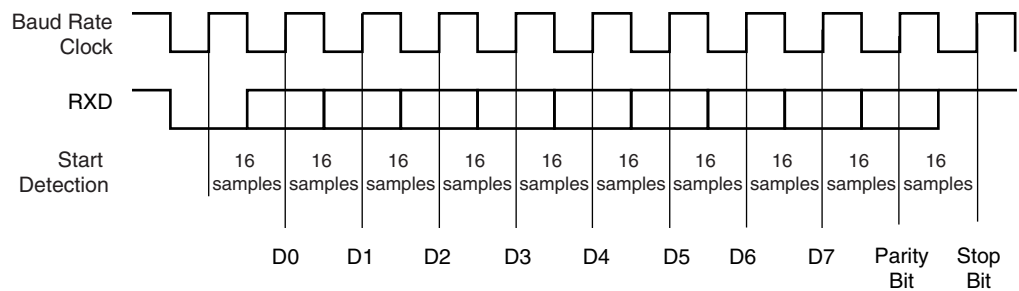 Baud Rate
Clock
RXD
Start
Detection
16 16 16 16 16 16 16 16 16 16
samples samples samples samples samples samples samples samples samples samples
D0 D1 D2 D3 D4 D5 D6 D7 Parity Stop
Bit Bit